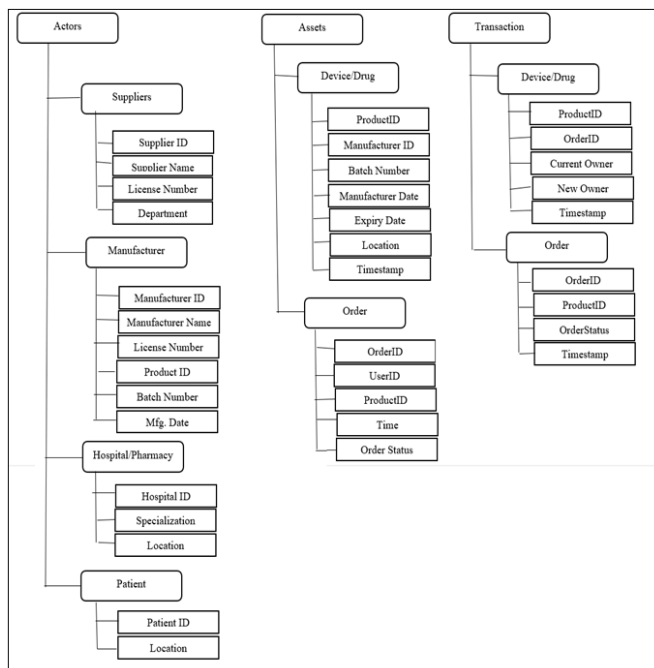 Actors
Suppliers
Supplier ID
Supplier Name
License Number
Department
Manufacturer
Manufacturer ID
Manufacturer Name
License Number
Product ID
Batch Number
Mfg. Date
Hospital/Pharmacy
Hospital ID
Specialization
Location
Patient
Patient ID
Location
Assets
Device/Drug
ProductID
Manufacturer ID
Batch Number
Manufacturer Date
Expiry Date
Location
Timestamp
Order
OrderID
UserID
ProductID
Time
Order Status
Transaction
Device/Drug
ProductID
OrderID
Current Owner
New Owner
Timestamp
Order
OrderID
ProductID
OrderStatus
Timestamp